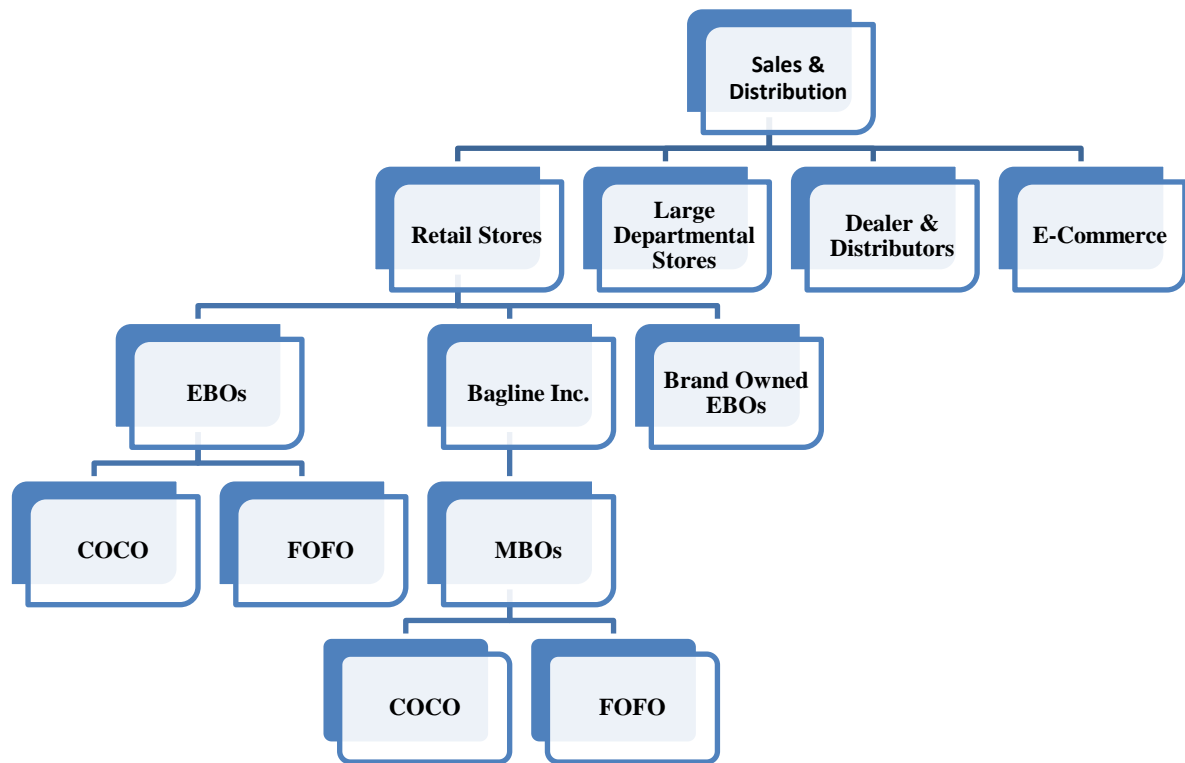 Sales &
Distribution
Retail Stores
Large
Departmental
Stores
Dealer &
Distributors
E-Commerce
EBOs
Bagline Inc.
Brand Owned
EBOs
COCO
FOFO
MBOs
COCO
FOFO